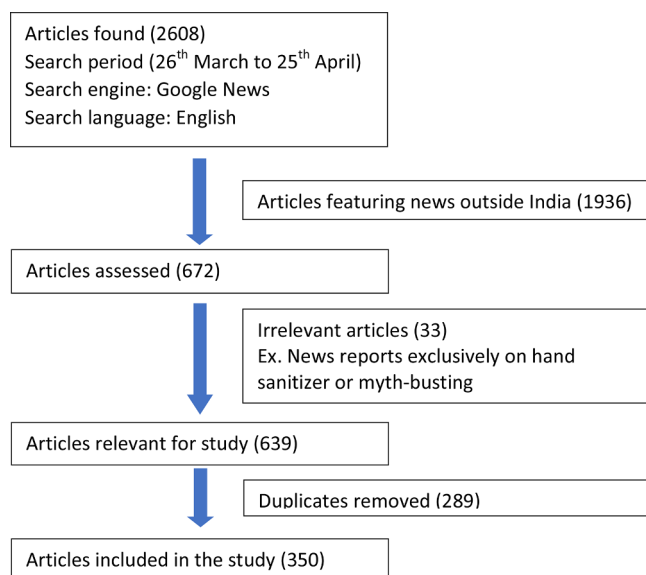 Articles found (2608)
Search period (26th March to 25th April)
Search engine: Google News
Search language: English
Articles featuring news outside India (1936)
Articles assessed (672)
Irrelevant articles (33)
Ex. News reports exclusively on hand
sanitizer or myth-busting
Articles relevant for study (639)
Duplicates removed (289)
Articles included in the study (350)